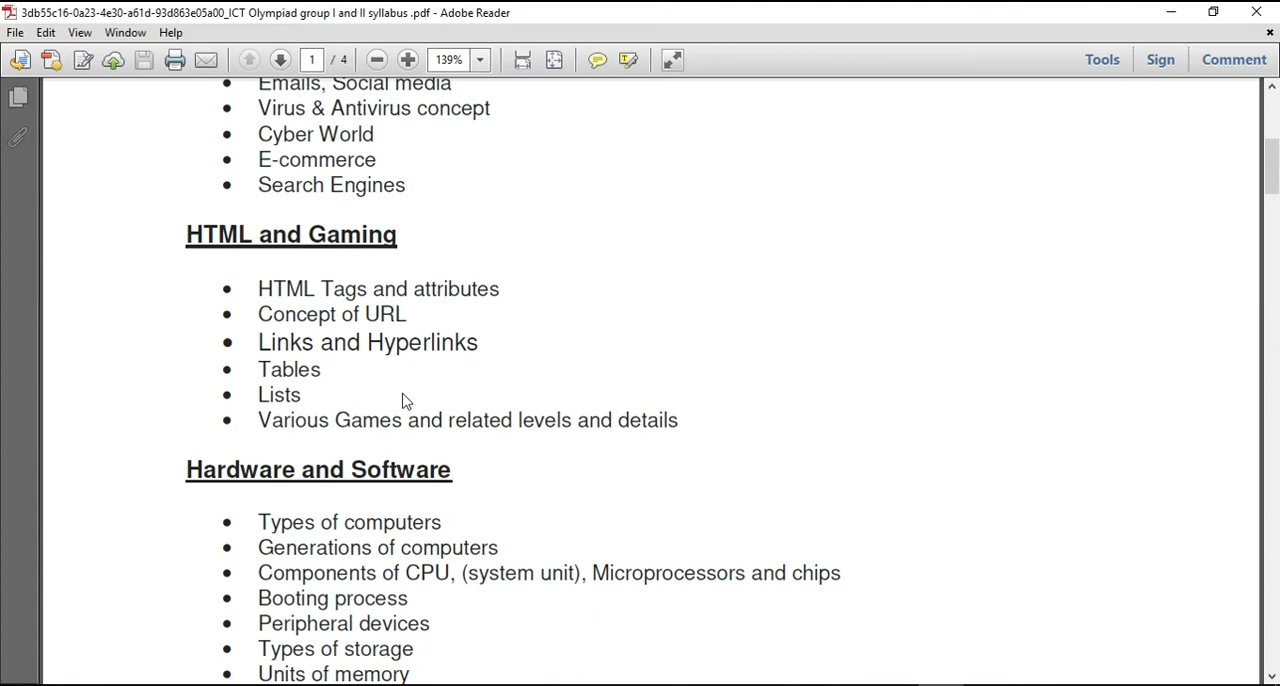 3db55c16-0a23-4e30-a61d-93d863e05a00_ICT Olympiad group I and II syllabus .pdf - Adobe Reader
File Edit View Window Help
1 / 4 139% Tools Sign Comment
• Emails, Social media
• Virus & Antivirus concept
• Cyber World
• E-commerce
• Search Engines
HTML and Gaming
• HTML Tags and attributes
• Concept of URL
• Links and Hyperlinks
• Tables
• Lists
• Various Games and related levels and details
Hardware and Software
• Types of computers
• Generations of computers
• Components of CPU, (system unit), Microprocessors and chips
• Booting process
• Peripheral devices
• Types of storage
• Units of memory